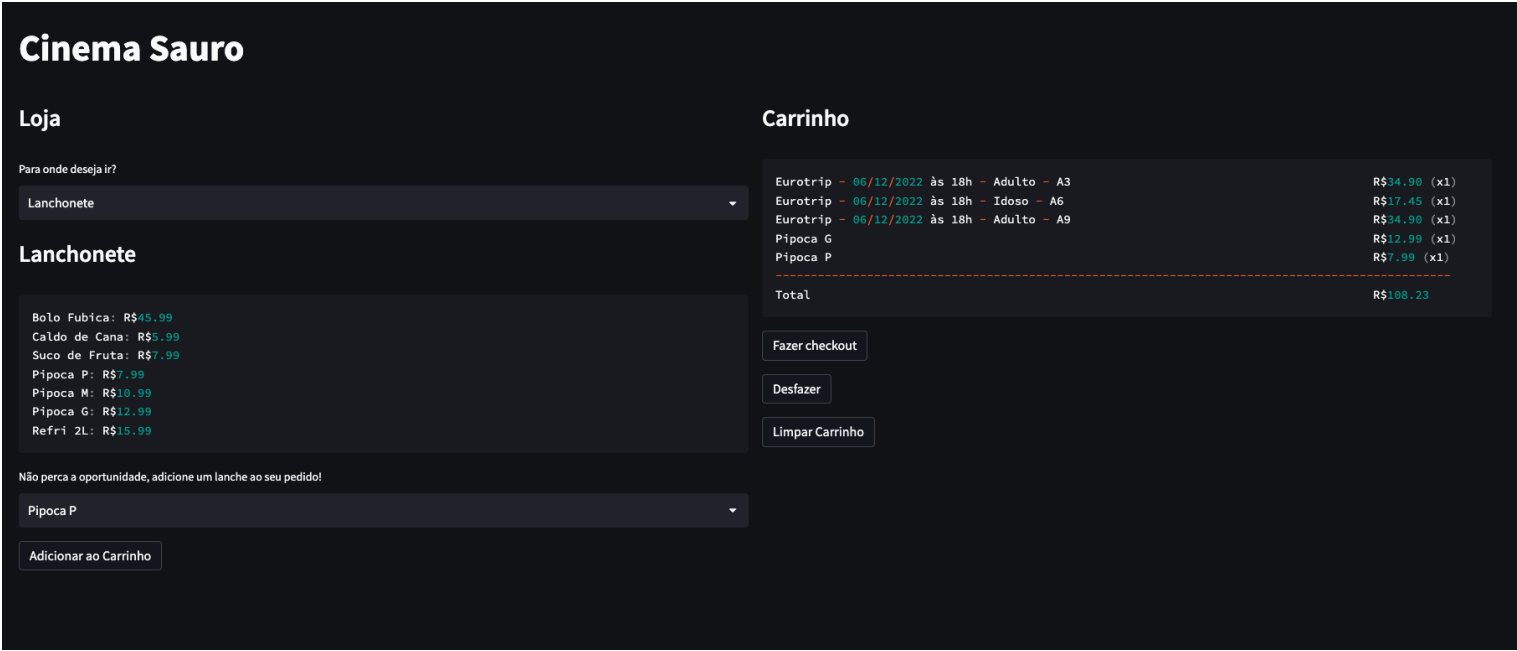 Cinema Sauro
Loja
Para onde deseja ir?
Lanchonete
Lanchonete
Bolo Fubica: R$45.99
Caldo de Cana: R$5.99
Suco de Fruta: R$7.99
Pipoca P: R$7.99
Pipoca M: R$10.99
Pipoca G: R$12.99
Refri 2L: R$15.99
Não perca a oportunidade, adicione um lanche ao seu pedido!
Pipoca P
Adicionar ao Carrinho
Carrinho
Eurotrip - 06/12/2022 às 18h - Adulto - A3 R$34.90 (x1)
Eurotrip - 06/12/2022 às 18h - Idoso - A6 R$17.45 (x1)
Eurotrip - 06/12/2022 às 18h - Adulto - A9 R$34.90 (x1)
Pipoca G R$12.99 (x1)
Pipoca P R$7.99 (x1)
------------------------------------------------------------------------------------------------
Total R$108.23
Fazer checkout
Desfazer
Limpar Carrinho